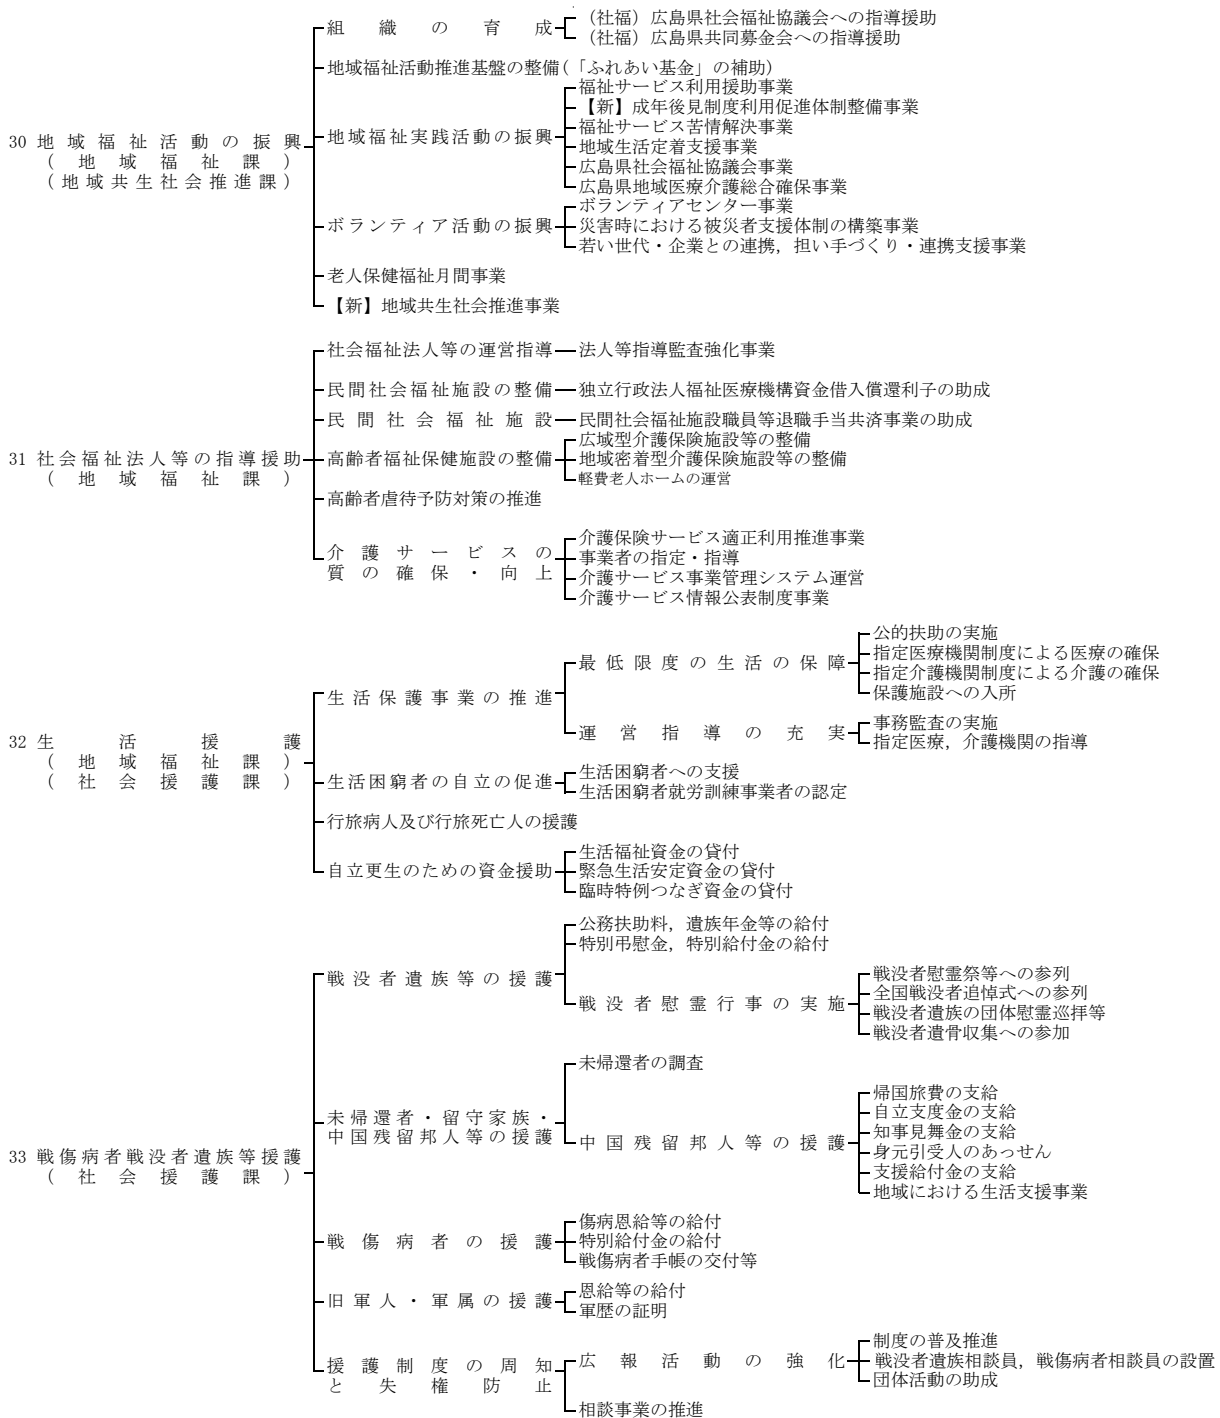 30 地域福祉活動の振興
(地域福祉課)
(地域共生社会推進課)
組織の育成
(社福)広島県社会福祉協議会への指導援助
(社福)広島県共同募金会への指導援助
地域福祉活動推進基盤の整備(「ふれあい基金」の補助)
地域福祉実践活動の振興
福祉サービス利用援助事業
【新】成年後見制度利用促進体制整備事業
福祉サービス苦情解決事業
地域生活定着支援事業
広島県社会福祉協議会事業
広島県地域医療介護総合確保事業
ボランティア活動の振興
ボランティアセンター事業
災害時における被災者支援体制の構築事業
若い世代・企業との連携,担い手づくり・連携支援事業
老人保健福祉月間事業
【新】地域共生社会推進事業
31 社会福祉法人等の指導援助
(地域福祉課)
社会福祉法人等の運営指導
法人等指導監査強化事業
民間社会福祉施設の整備
独立行政法人福祉医療機構資金借入償還利子の助成
民間社会福祉施設
民間社会福祉施設職員等退職手当共済事業の助成
高齢者福祉保健施設の整備
広域型介護保険施設等の整備
地域密着型介護保険施設等の整備
軽費老人ホームの運営
高齢者虐待予防対策の推進
介護サービスの
質の確保・向上
介護保険サービス適正利用推進事業
事業者の指定・指導
介護サービス事業管理システム運営
介護サービス情報公表制度事業
32 生活援護
(地域福祉課)
(社会援護課)
生活保護事業の推進
最低限度の生活の保障
公的扶助の実施
指定医療機関制度による医療の確保
指定介護機関制度による介護の確保
保護施設への入所
運営指導の充実
事務監査の実施
指定医療,介護機関の指導
生活困窮者の自立の促進
生活困窮者への支援
生活困窮者就労訓練事業者の認定
行旅病人及び行旅死亡人の援護
自立更生のための資金援助
生活福祉資金の貸付
緊急生活安定資金の貸付
臨時特例つなぎ資金の貸付
33 戦傷病者戦没者遺族等援護
(社会援護課)
戦没者遺族等の援護
公務扶助料,遺族年金等の給付
特別弔慰金,特別給付金の給付
戦没者慰霊行事の実施
戦没者慰霊祭等への参列
全国戦没者追悼式への参列
戦没者遺族の団体慰霊巡拝等
戦没者遺骨収集への参加
未帰還者・留守家族・
中国残留邦人等の援護
未帰還者の調査
中国残留邦人等の援護
帰国旅費の支給
自立支度金の支給
知事見舞金の支給
身元引受人のあっせん
支援給付金の支給
地域における生活支援事業
戦傷病者の援護
傷病恩給等の給付
特別給付金の給付
戦傷病者手帳の交付等
旧軍人・軍属の援護
恩給等の給付
軍歴の証明
援護制度の周知
と失権防止
広報活動の強化
制度の普及推進
戦没者遺族相談員,戦傷病者相談員の設置
団体活動の助成
相談事業の推進